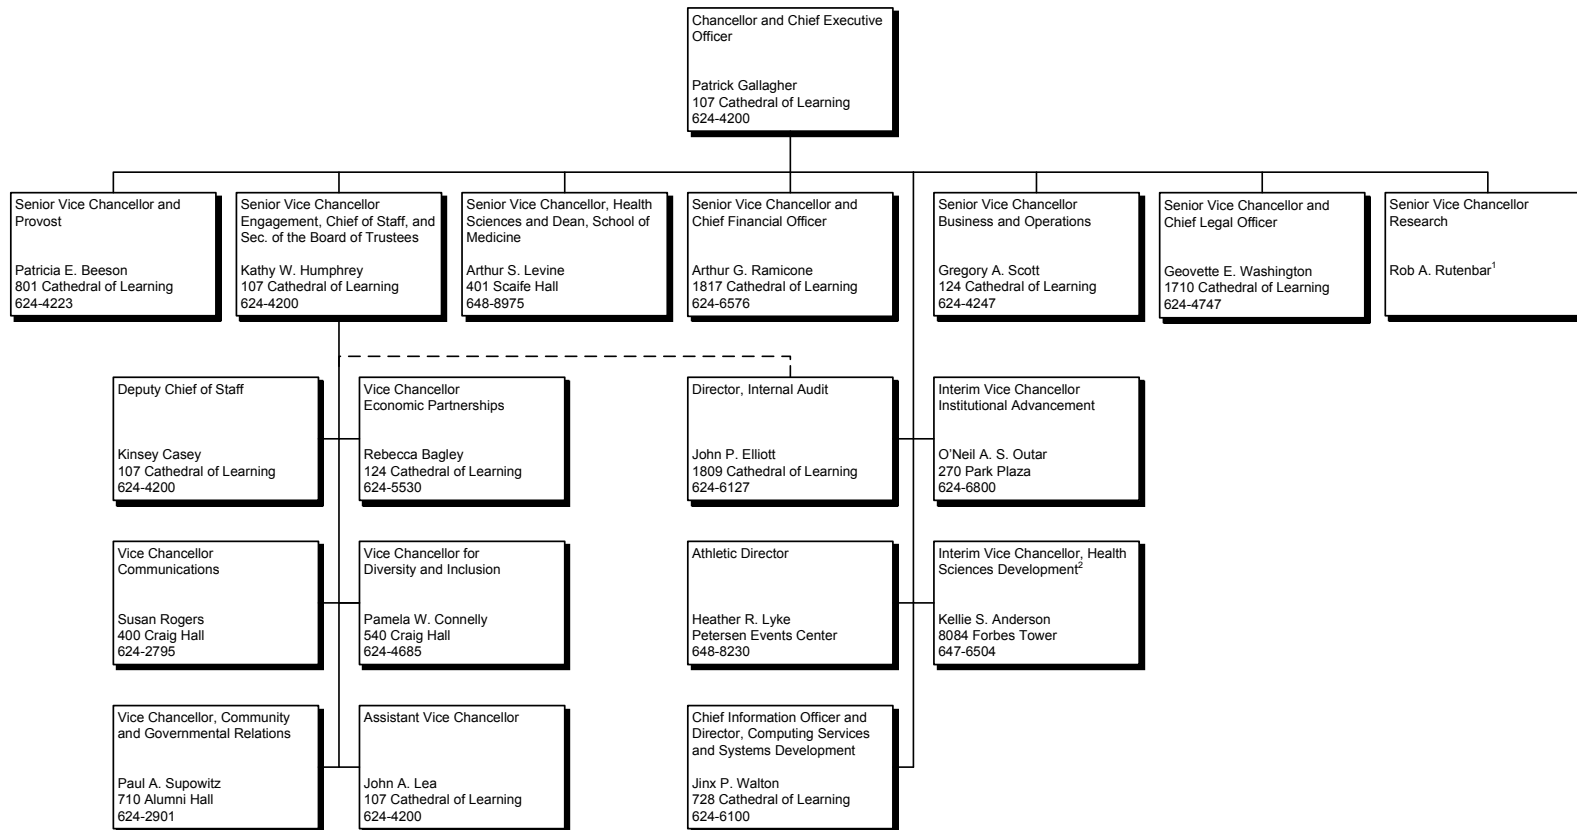 Chancellor and Chief Executive
Officer
Patrick Gallagher
107 Cathedral of Learning
624-4200
Senior Vice Chancellor and
Provost
Patricia E. Beeson
801 Cathedral of Learning
624-4223
Senior Vice Chancellor
Engagement, Chief of Staff, and
Sec. of the Board of Trustees
Kathy W. Humphrey
107 Cathedral of Learning
624-4200
Senior Vice Chancellor, Health
Sciences and Dean, School of
Medicine
Arthur S. Levine
401 Scaife Hall
648-8975
Senior Vice Chancellor and
Chief Financial Officer
Arthur G. Ramicone
1817 Cathedral of Learning
624-6576
Senior Vice Chancellor
Business and Operations
Gregory A. Scott
124 Cathedral of Learning
624-4247
Senior Vice Chancellor and
Chief Legal Officer
Geovette E. Washington
1710 Cathedral of Learning
624-4747
Senior Vice Chancellor
Research
Rob A. Rutenbar1
Deputy Chief of Staff
Kinsey Casey
107 Cathedral of Learning
624-4200
Vice Chancellor
Economic Partnerships
Rebecca Bagley
124 Cathedral of Learning
624-5530
Director, Internal Audit
John P. Elliott
1809 Cathedral of Learning
624-6127
Interim Vice Chancellor
Institutional Advancement
O'Neil A. S. Outar
270 Park Plaza
624-6800
Vice Chancellor
Communications
Susan Rogers
400 Craig Hall
624-2795
Vice Chancellor for
Diversity and Inclusion
Pamela W. Connelly
540 Craig Hall
624-4685
Athletic Director
Heather R. Lyke
Petersen Events Center
648-8230
Interim Vice Chancellor, Health
Sciences Development2
Kellie S. Anderson
8084 Forbes Tower
647-6504
Vice Chancellor, Community
and Governmental Relations
Paul A. Supowitz
710 Alumni Hall
624-2901
Assistant Vice Chancellor
John A. Lea
107 Cathedral of Learning
624-4200
Chief Information Officer and
Director, Computing Services
and Systems Development
Jinx P. Walton
728 Cathedral of Learning
624-6100